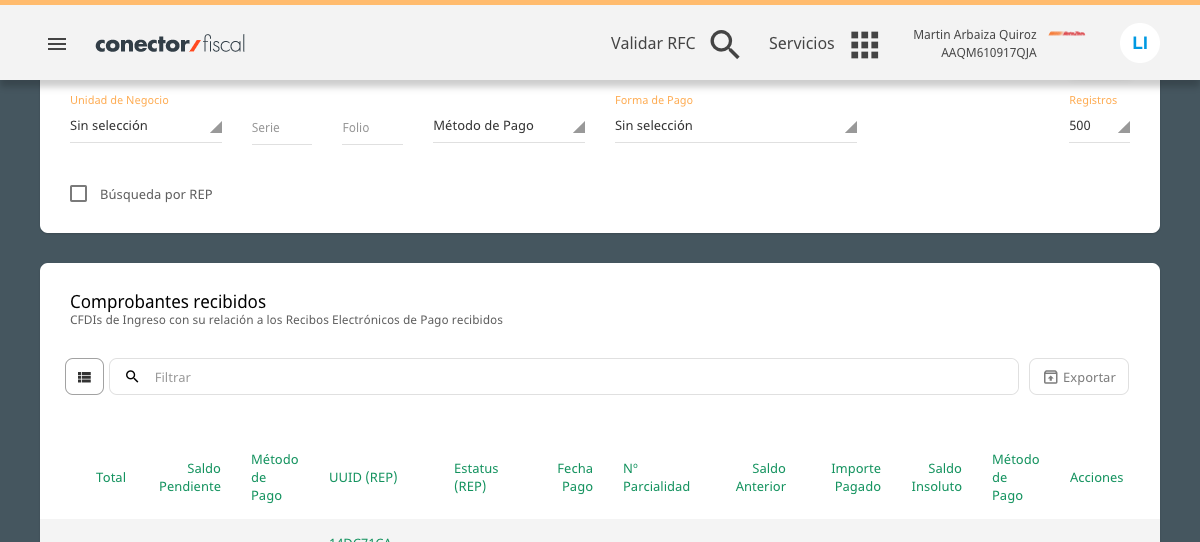 conector/fiscal
Validar RFC
Servicios
Martin Arbaiza Quiroz
AAQM610917QJA
LI
Unidad de Negocio
Forma de Pago
Registros
Sin selección
Serie
Folio
Método de Pago
Sin selección
500
Búsqueda por REP
Comprobantes recibidos
CFDIs de Ingreso con su relación a los Recibos Electrónicos de Pago recibidos
Filtrar
Exportar
Total
Saldo
Pendiente
Método
de
Pago
UUID (REP)
Estatus
(REP)
Fecha
Pago
N°
Parcialidad
Saldo
Anterior
Importe
Pagado
Saldo
Insoluto
Método
de
Pago
Acciones